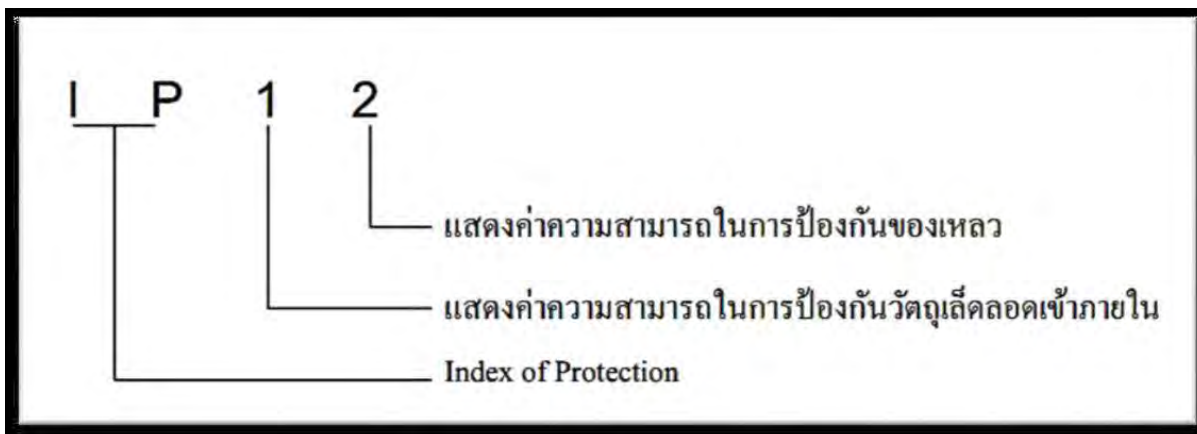 I P 1 2
แสดงค่าความสามารถในการป้องกันของเหลว
แสดงค่าความสามารถในการป้องกันวัตถุเล็ดลอดเข้าภายใน
Index of Protection